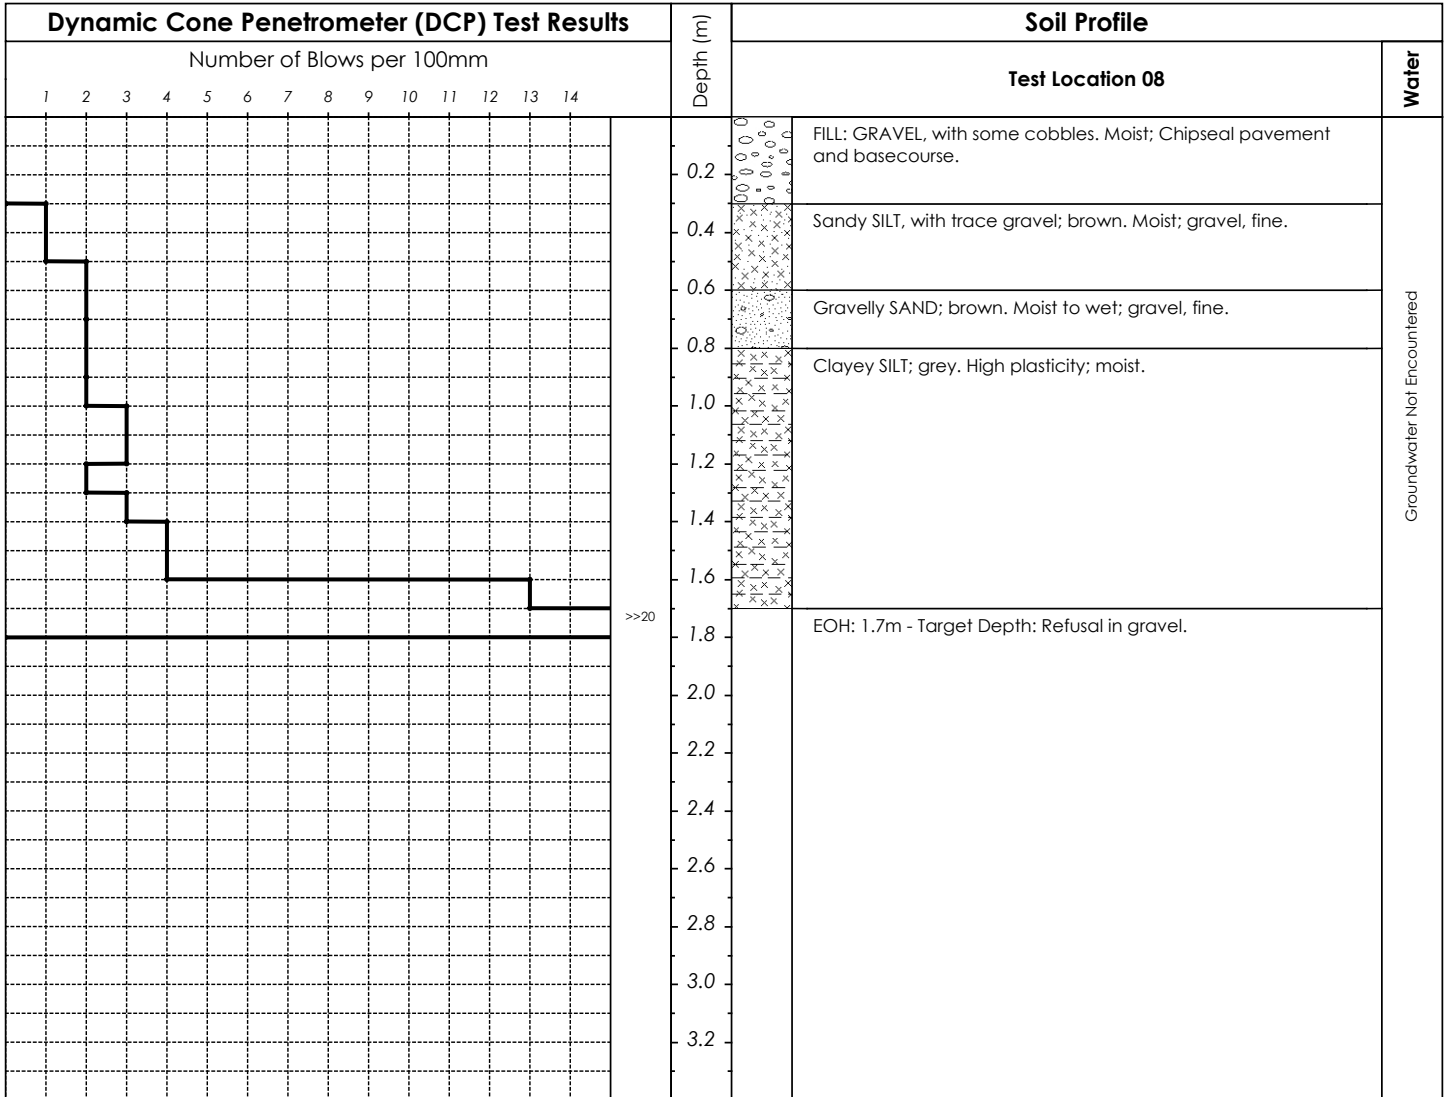 Dynamic Cone Penetrometer (DCP) Test Results
Number of Blows per 100mm
1 2 3 4 5 6 7 8 9 10 11 12 13 14
Depth (m)
Soil Profile
Test Location 08
Water
0.2
0.4
0.6
0.8
1.0
1.2
1.4
1.6
1.8
2.0
2.2
2.4
2.6
2.8
3.0
3.2
>>20
FILL: GRAVEL, with some cobbles. Moist; Chipseal pavement
and basecourse.
Sandy SILT, with trace gravel; brown. Moist; gravel, fine.
Gravelly SAND; brown. Moist to wet; gravel, fine.
Clayey SILT; grey. High plasticity; moist.
EOH: 1.7m - Target Depth: Refusal in gravel.
Groundwater Not Encountered